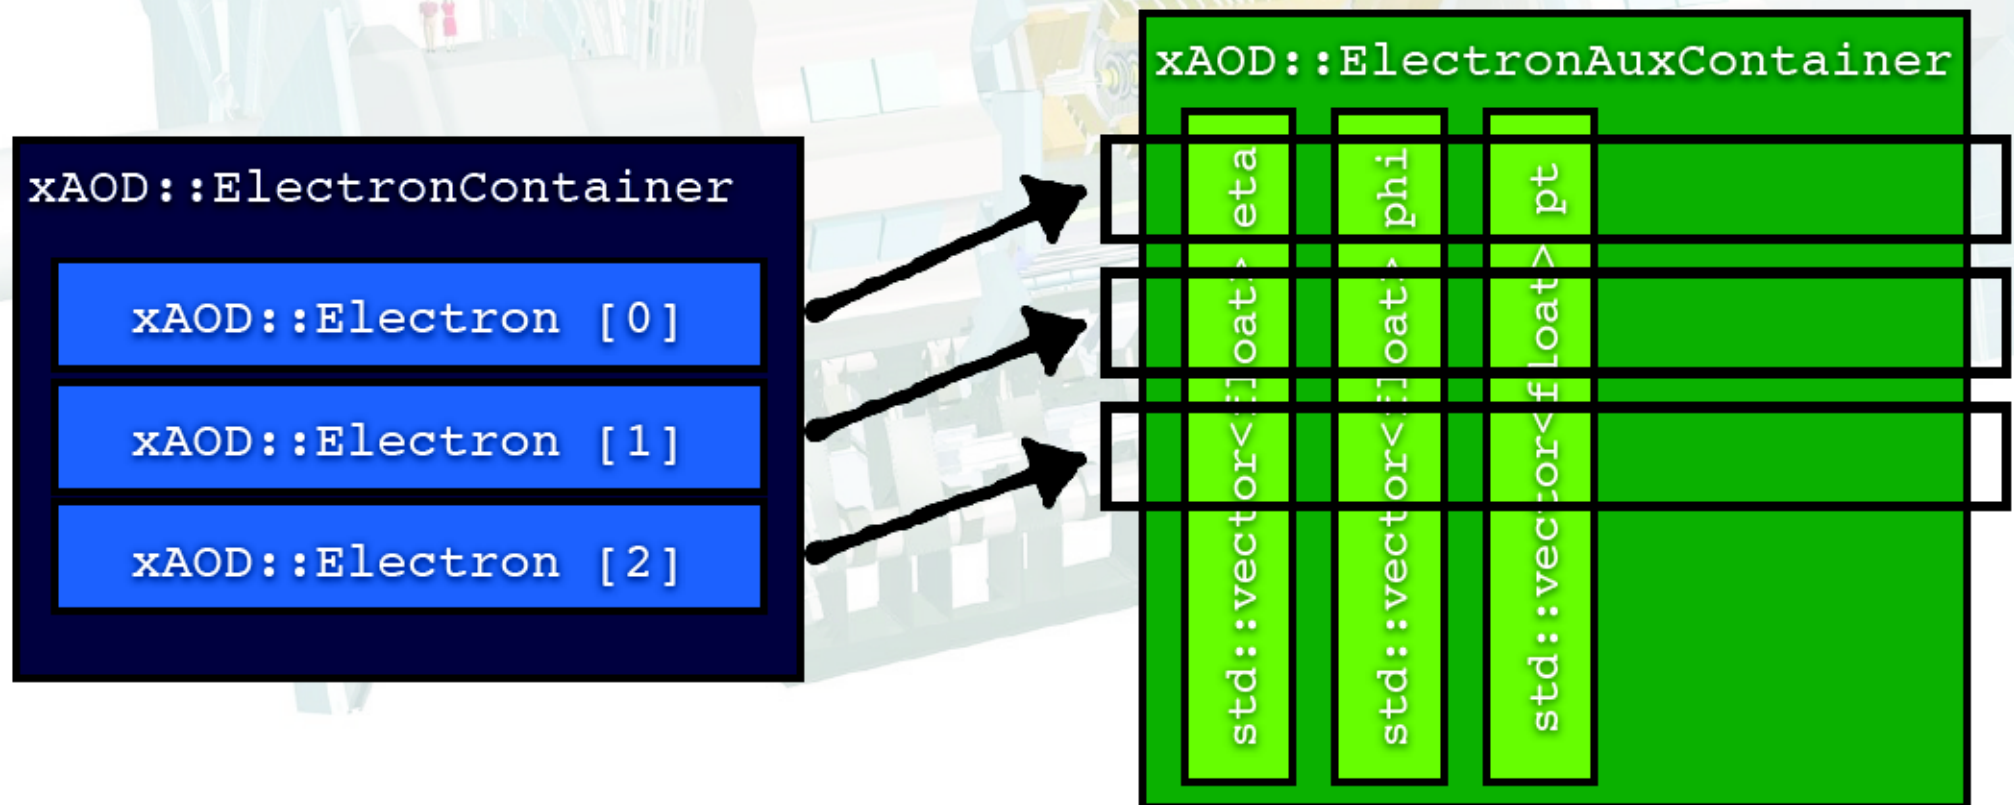 xAOD::ElectronContainer
xAOD::Electron [0]
xAOD::Electron [1]
xAOD::Electron [2]
xAOD::ElectronAuxContainer
std::vector<float> eta
std::vector<float> phi
std::vector<float> pt